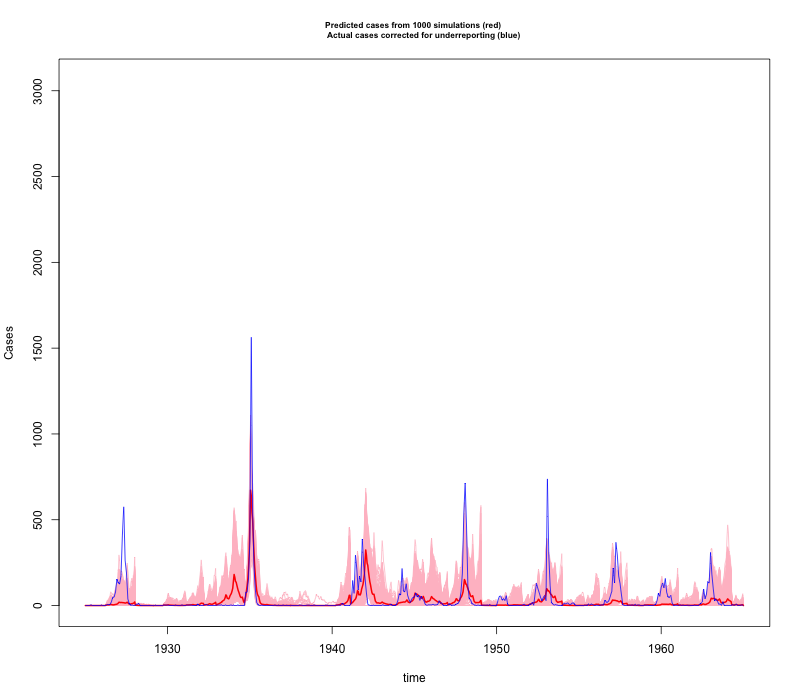 Predicted cases from 1000 simulations (red)
Actual cases corrected for underreporting (blue)
Cases
3000
2500
2000
1500
1000
500
0
1930 1940 1950 1960
time